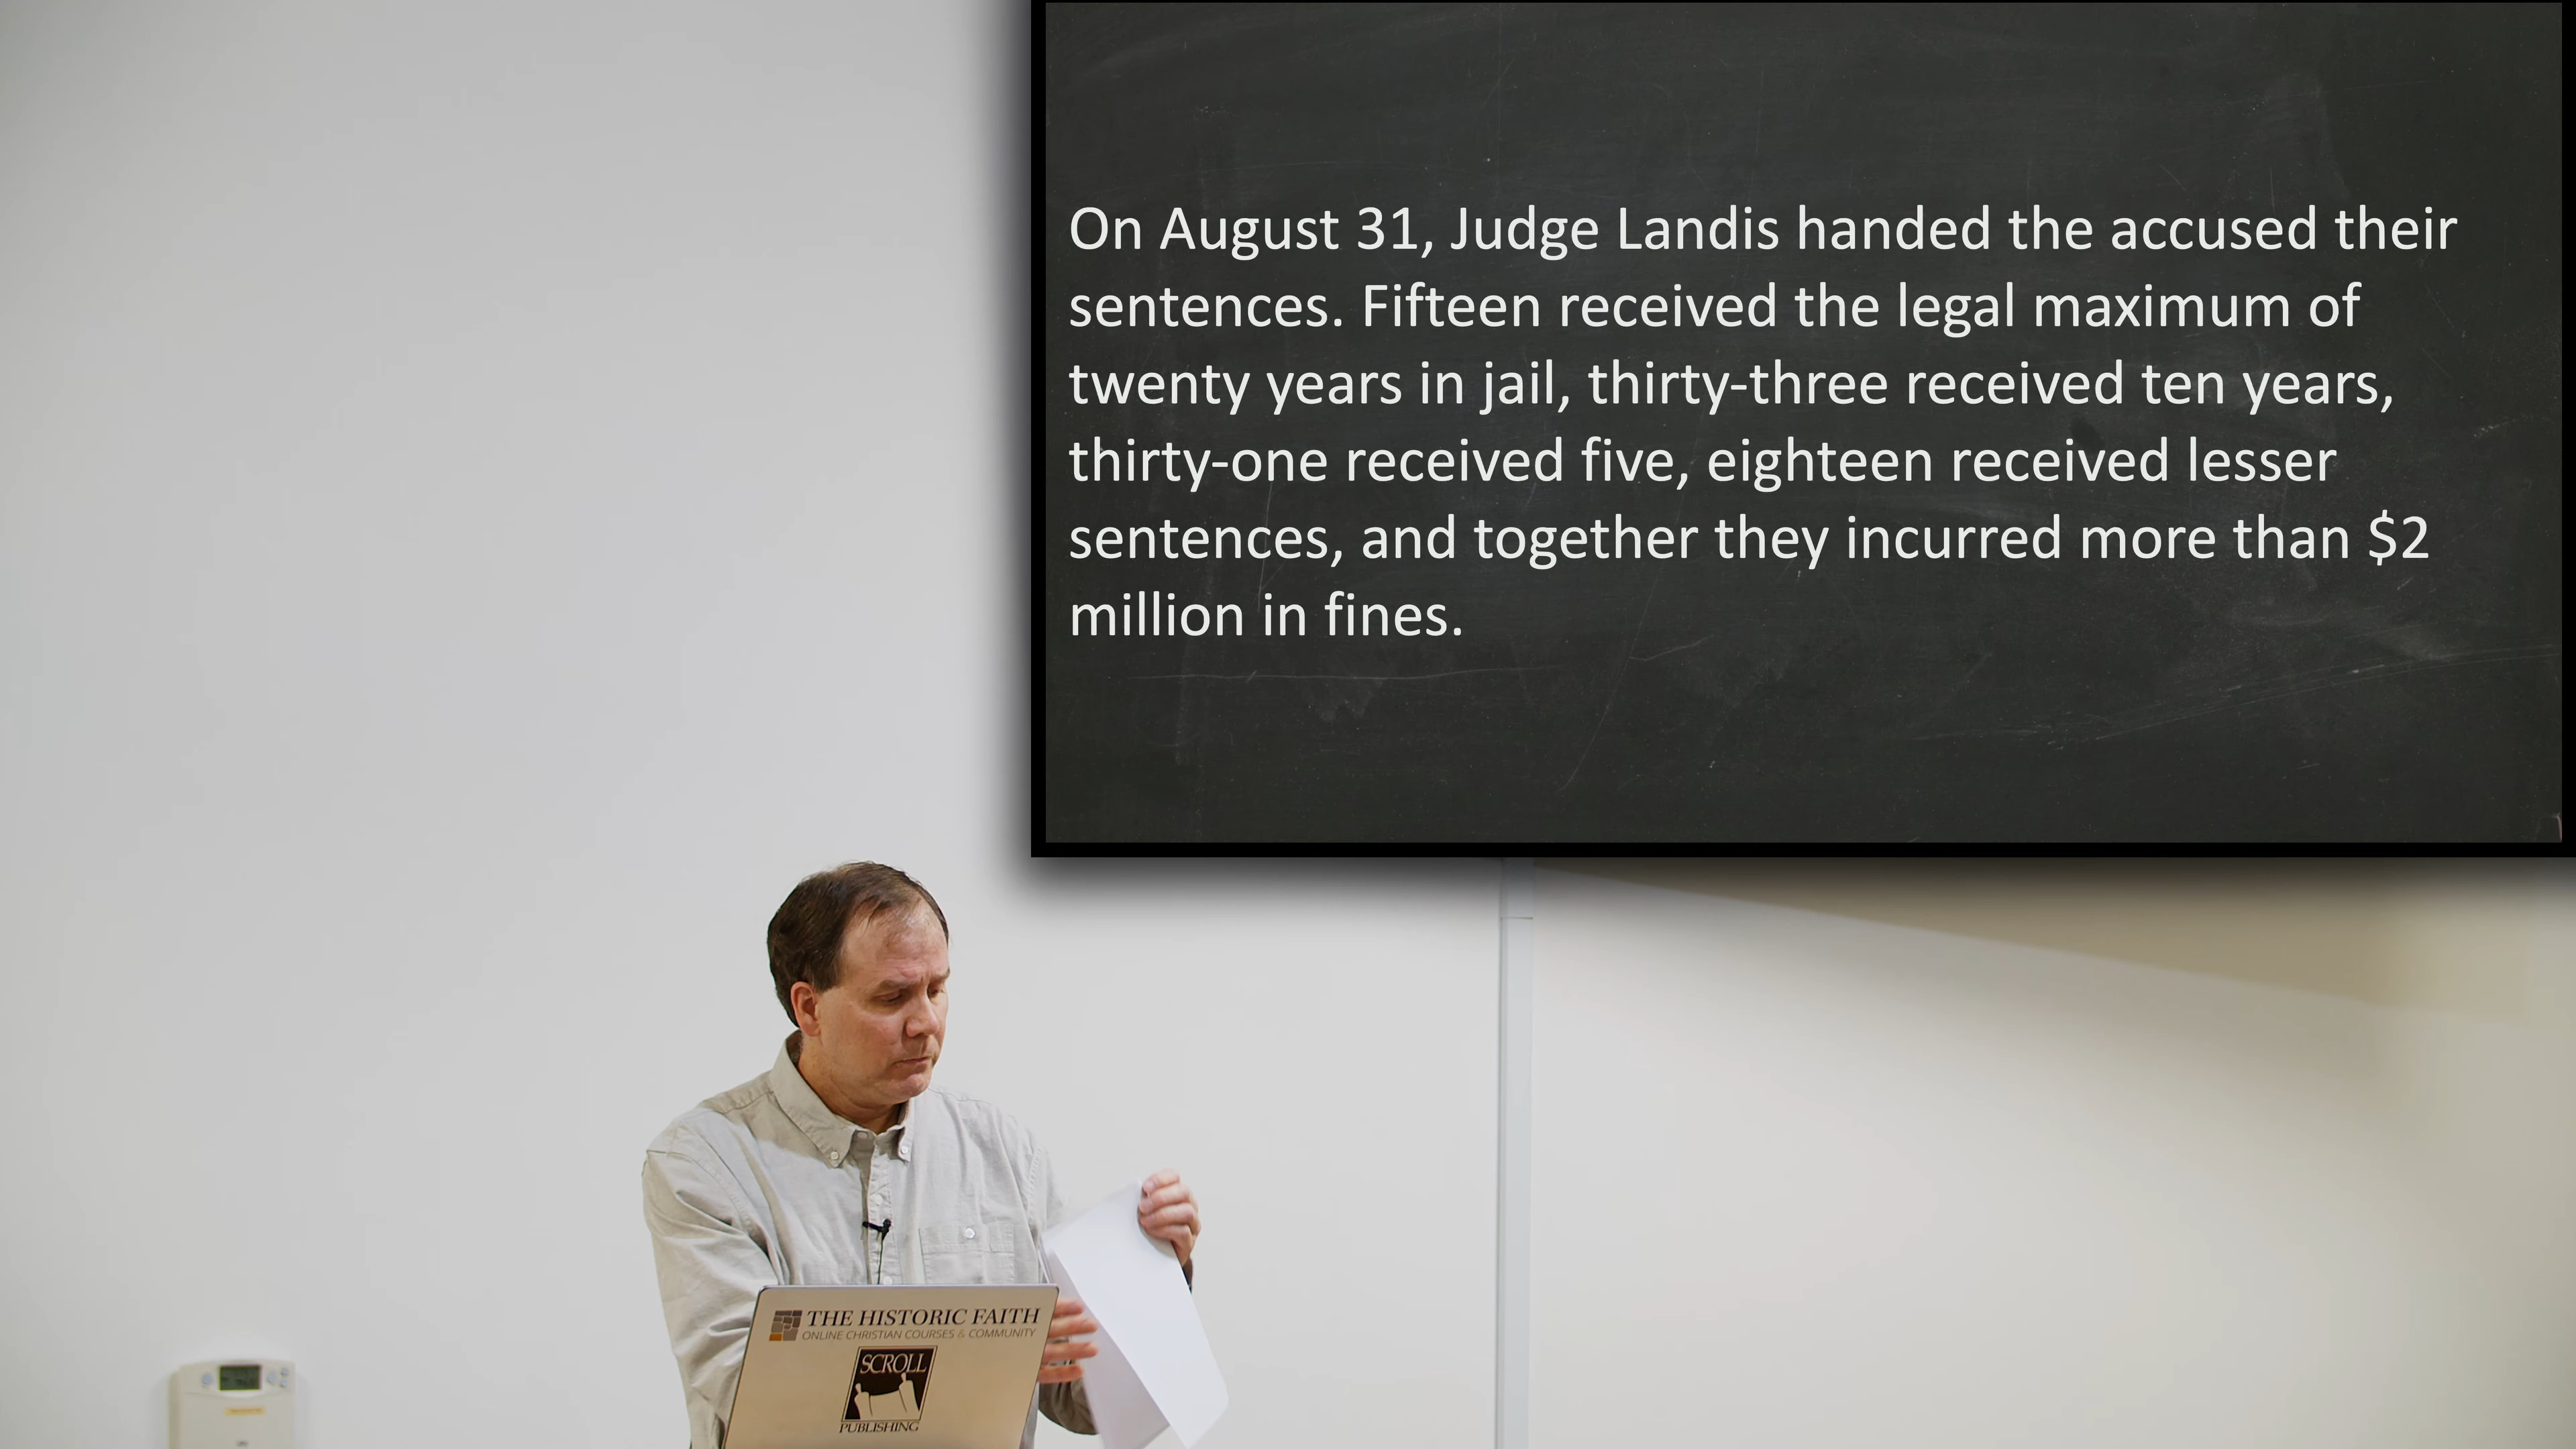 On August 31, Judge Landis handed the accused their
sentences. Fifteen received the legal maximum of
twenty years in jail, thirty-three received ten years,
thirty-one received five, eighteen received lesser
sentences, and together they incurred more than $2
million in fines.
THE HISTORIC FAITH
ONLINE CHRISTIAN COURSES & COMMUNITY
SCROLL
PUBLISHING